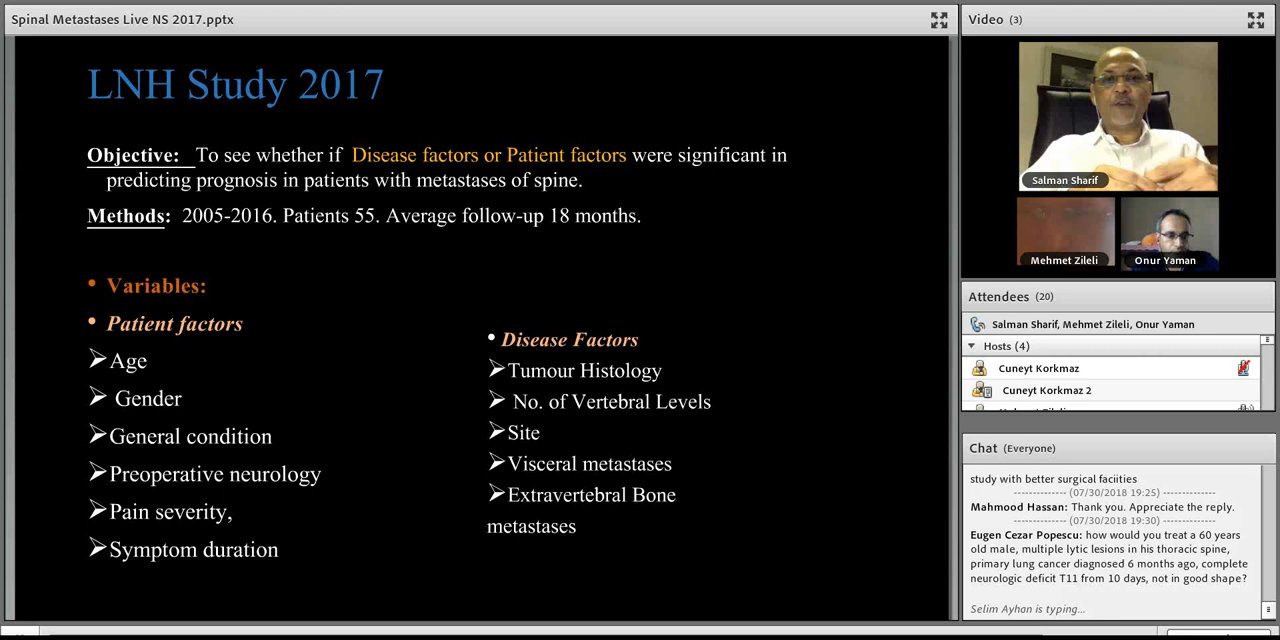 Spinal Metastases Live NS 2017.pptx
LNH Study 2017
Objective: To see whether if Disease factors or Patient factors were significant in
predicting prognosis in patients with metastases of spine.
Methods: 2005-2016. Patients 55. Average follow-up 18 months.
• Variables:
• Patient factors
➢Age
➢ Gender
➢General condition
➢Preoperative neurology
➢Pain severity,
➢Symptom duration
• Disease Factors
➢Tumour Histology
➢ No. of Vertebral Levels
➢Site
➢Visceral metastases
➢Extravertebral Bone
metastases
Video (3)
Salman Sharif
Mehmet Zileli
Onur Yaman
Attendees (20)
Salman Sharif, Mehmet Zileli, Onur Yaman
Hosts (4)
Cuneyt Korkmaz
Cuneyt Korkmaz 2
Chat (Everyone)
study with better surgical faciities
-------------- (07/30/2018 19:25) --------------
Mahmood Hassan: Thank you. Appreciate the reply.
-------------- (07/30/2018 19:30) --------------
Eugen Cezar Popescu: how would you treat a 60 years
old male, multiple lytic lesions in his thoracic spine,
primary lung cancer diagnosed 6 months ago, complete
neurologic deficit T11 from 10 days, not in good shape?
Selim Ayhan is typing...